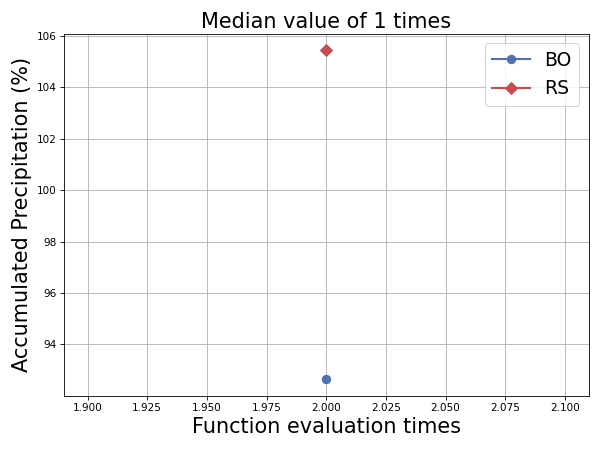 Median value of 1 times
BO
RS
Accumulated Precipitation (%)
106
104
102
100
98
96
94
1.900 1.925 1.950 1.975 2.000 2.025 2.050 2.075 2.100
Function evaluation times